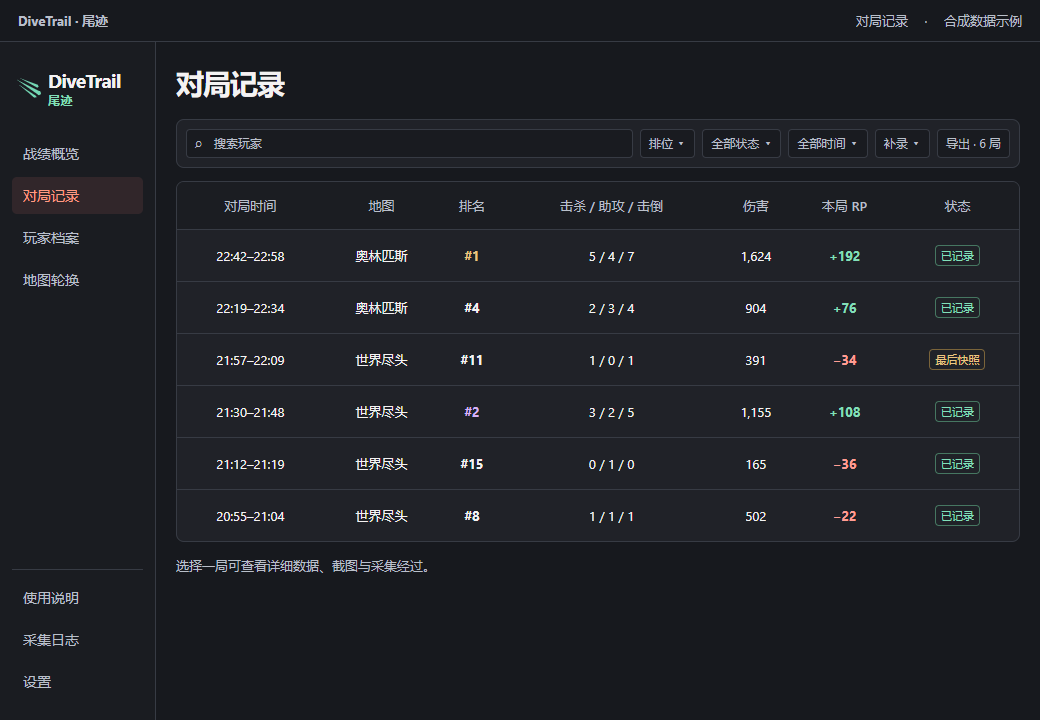 DiveTrail · 尾迹
对局记录 · 合成数据示例
DiveTrail
尾迹
战绩概览
对局记录
玩家档案
地图轮换
使用说明
采集日志
设置
对局记录
搜索玩家 排位 全部状态 全部时间 补录 导出 · 6 局
对局时间 地图 排名 击杀 / 助攻 / 击倒 伤害 本局 RP 状态
22:42–22:58 奥林匹斯 #1 5 / 4 / 7 1,624 +192 已记录
22:19–22:34 奥林匹斯 #4 2 / 3 / 4 904 +76 已记录
21:57–22:09 世界尽头 #11 1 / 0 / 1 391 −34 最后快照
21:30–21:48 世界尽头 #2 3 / 2 / 5 1,155 +108 已记录
21:12–21:19 世界尽头 #15 0 / 1 / 0 165 −36 已记录
20:55–21:04 世界尽头 #8 1 / 1 / 1 502 −22 已记录
选择一局可查看详细数据、截图与采集经过。